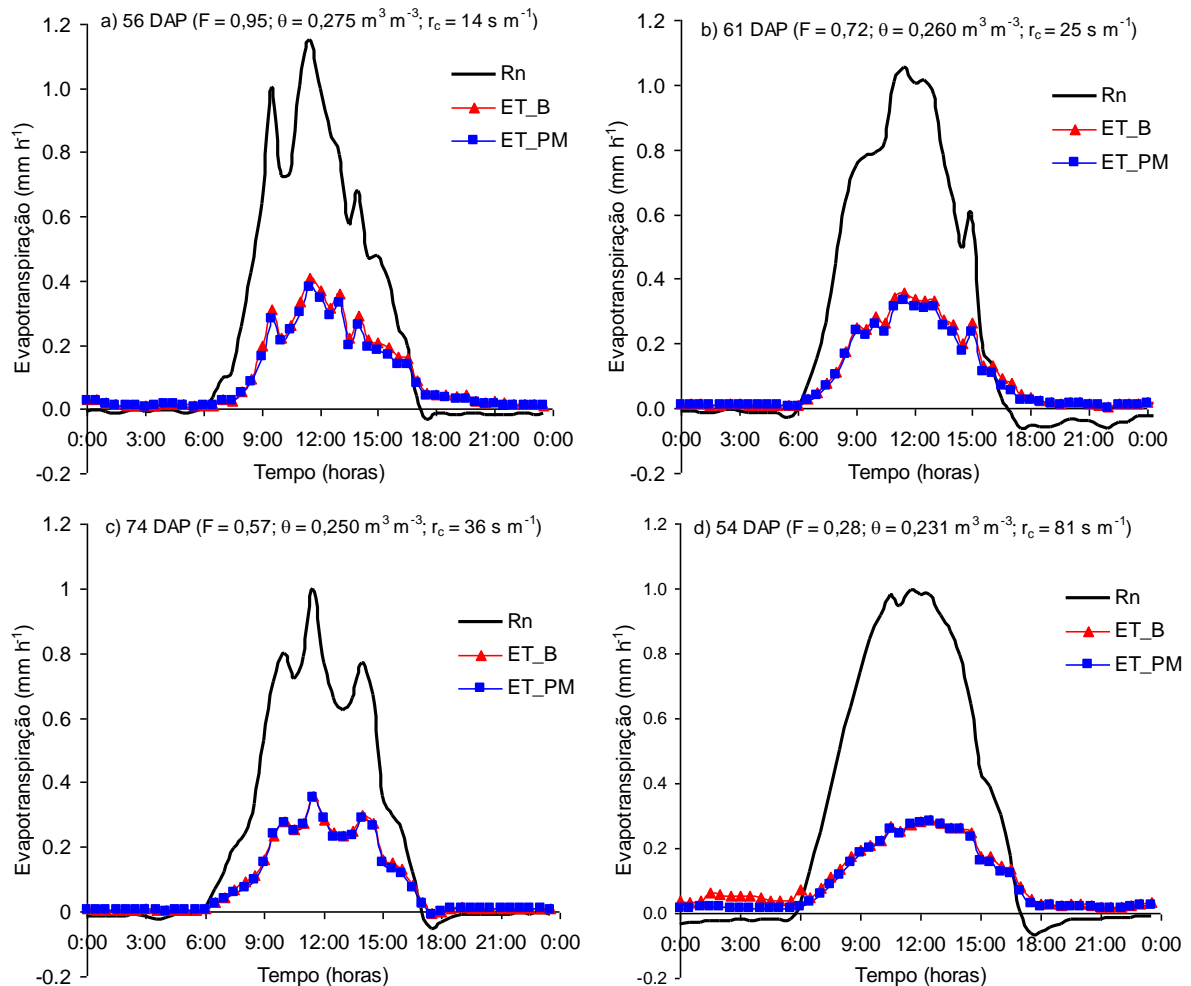 a) 56 DAP (F = 0,95; θ = 0,275 m³ m⁻³; r_c = 14 s m⁻¹)
Evapotranspiração (mm h⁻¹)
1.2
1.0
0.8
0.6
0.4
0.2
0.0
-0.2
Rn
ET_B
ET_PM
0:00 3:00 6:00 9:00 12:00 15:00 18:00 21:00 0:00
Tempo (horas)
b) 61 DAP (F = 0,72; θ = 0,260 m³ m⁻³; r_c = 25 s m⁻¹)
Evapotranspiração (mm h⁻¹)
1.2
1.0
0.8
0.6
0.4
0.2
0.0
-0.2
Rn
ET_B
ET_PM
0:00 3:00 6:00 9:00 12:00 15:00 18:00 21:00 0:00
Tempo (horas)
c) 74 DAP (F = 0,57; θ = 0,250 m³ m⁻³; r_c = 36 s m⁻¹)
Evapotranspiração (mm h⁻¹)
1.2
1
0.8
0.6
0.4
0.2
0
-0.2
Rn
ET_B
ET_PM
0:00 3:00 6:00 9:00 12:00 15:00 18:00 21:00 0:00
Tempo (horas)
d) 54 DAP (F = 0,28; θ = 0,231 m³ m⁻³; r_c = 81 s m⁻¹)
Evapotranspiração (mm h⁻¹)
1.2
1.0
0.8
0.6
0.4
0.2
0.0
-0.2
Rn
ET_B
ET_PM
0:00 3:00 6:00 9:00 12:00 15:00 18:00 21:00 0:00
Tempo (horas)